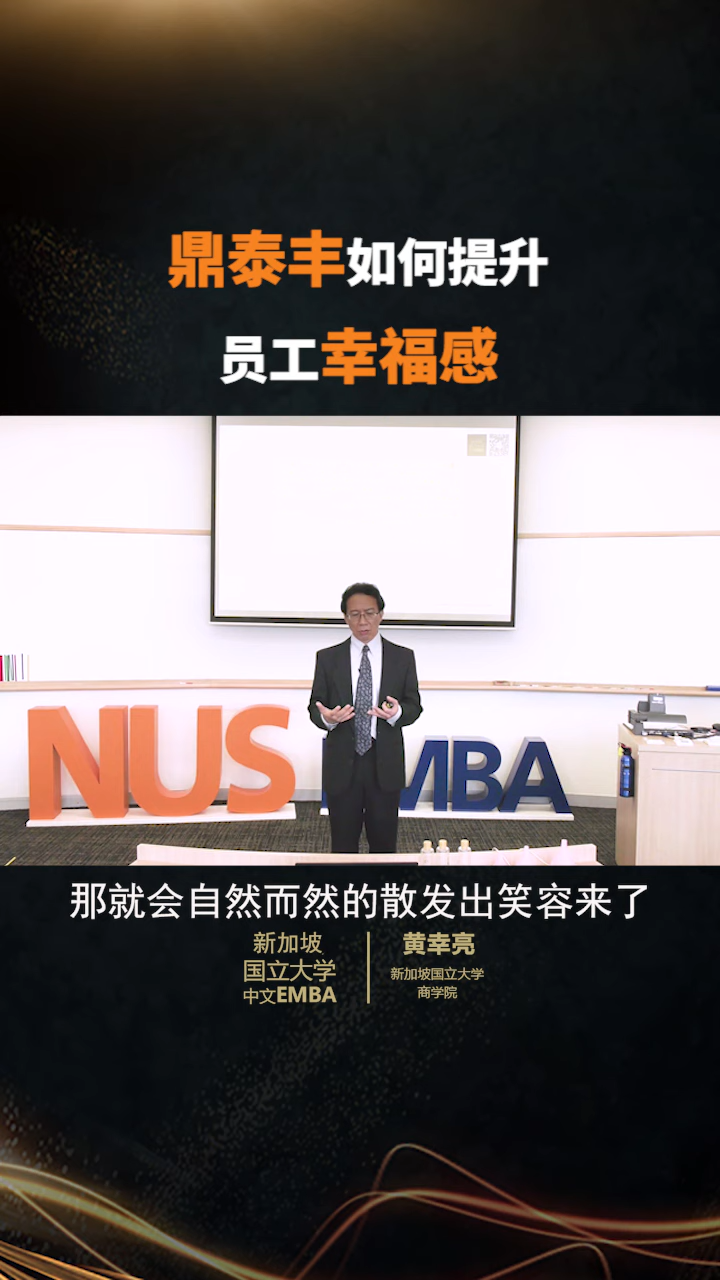 鼎泰丰如何提升
员工幸福感
NUS EMBA
那就会自然而然的散发出笑容来了
新加坡
国立大学
中文EMBA
黄幸亮
新加坡国立大学
商学院